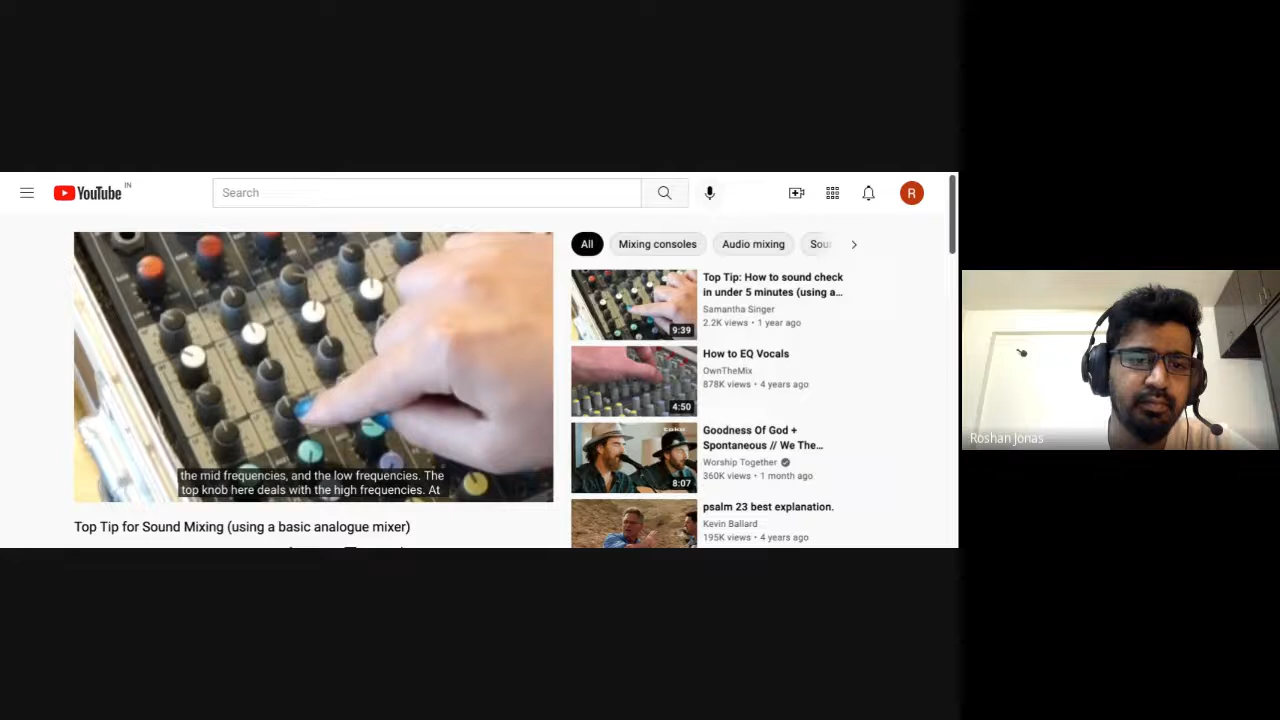 YouTube IN
Search
R
All
Mixing consoles
Audio mixing
Sour
the mid frequencies, and the low frequencies. The
top knob here deals with the high frequencies. At
Top Tip for Sound Mixing (using a basic analogue mixer)
9:39
Top Tip: How to sound check
in under 5 minutes (using a...
Samantha Singer
2.2K views • 1 year ago
4:50
How to EQ Vocals
OwnTheMix
878K views • 4 years ago
8:07
Goodness Of God +
Spontaneous // We The...
Worship Together
360K views • 1 month ago
psalm 23 best explanation.
Kevin Ballard
195K views • 4 years ago
Roshan Jonas